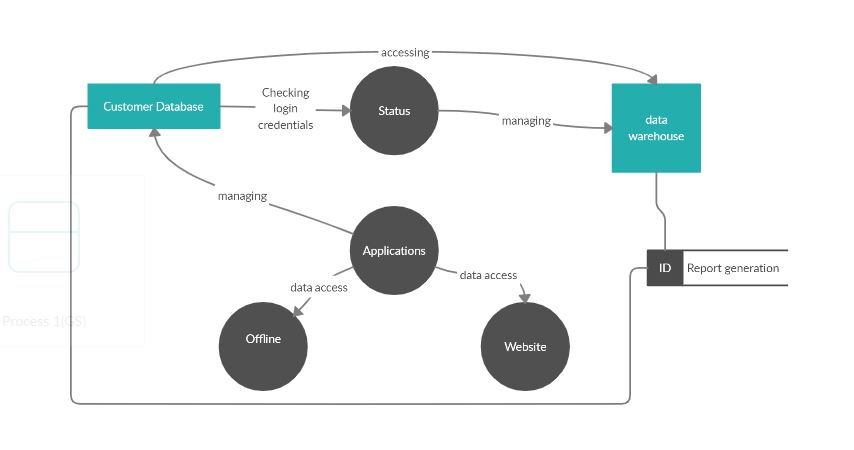 accessing
Customer Database
Checking
login
credentials
Status
managing
data
warehouse
managing
Applications
data access
data access
ID
Report generation
Offline
Website
Process 1(GS)